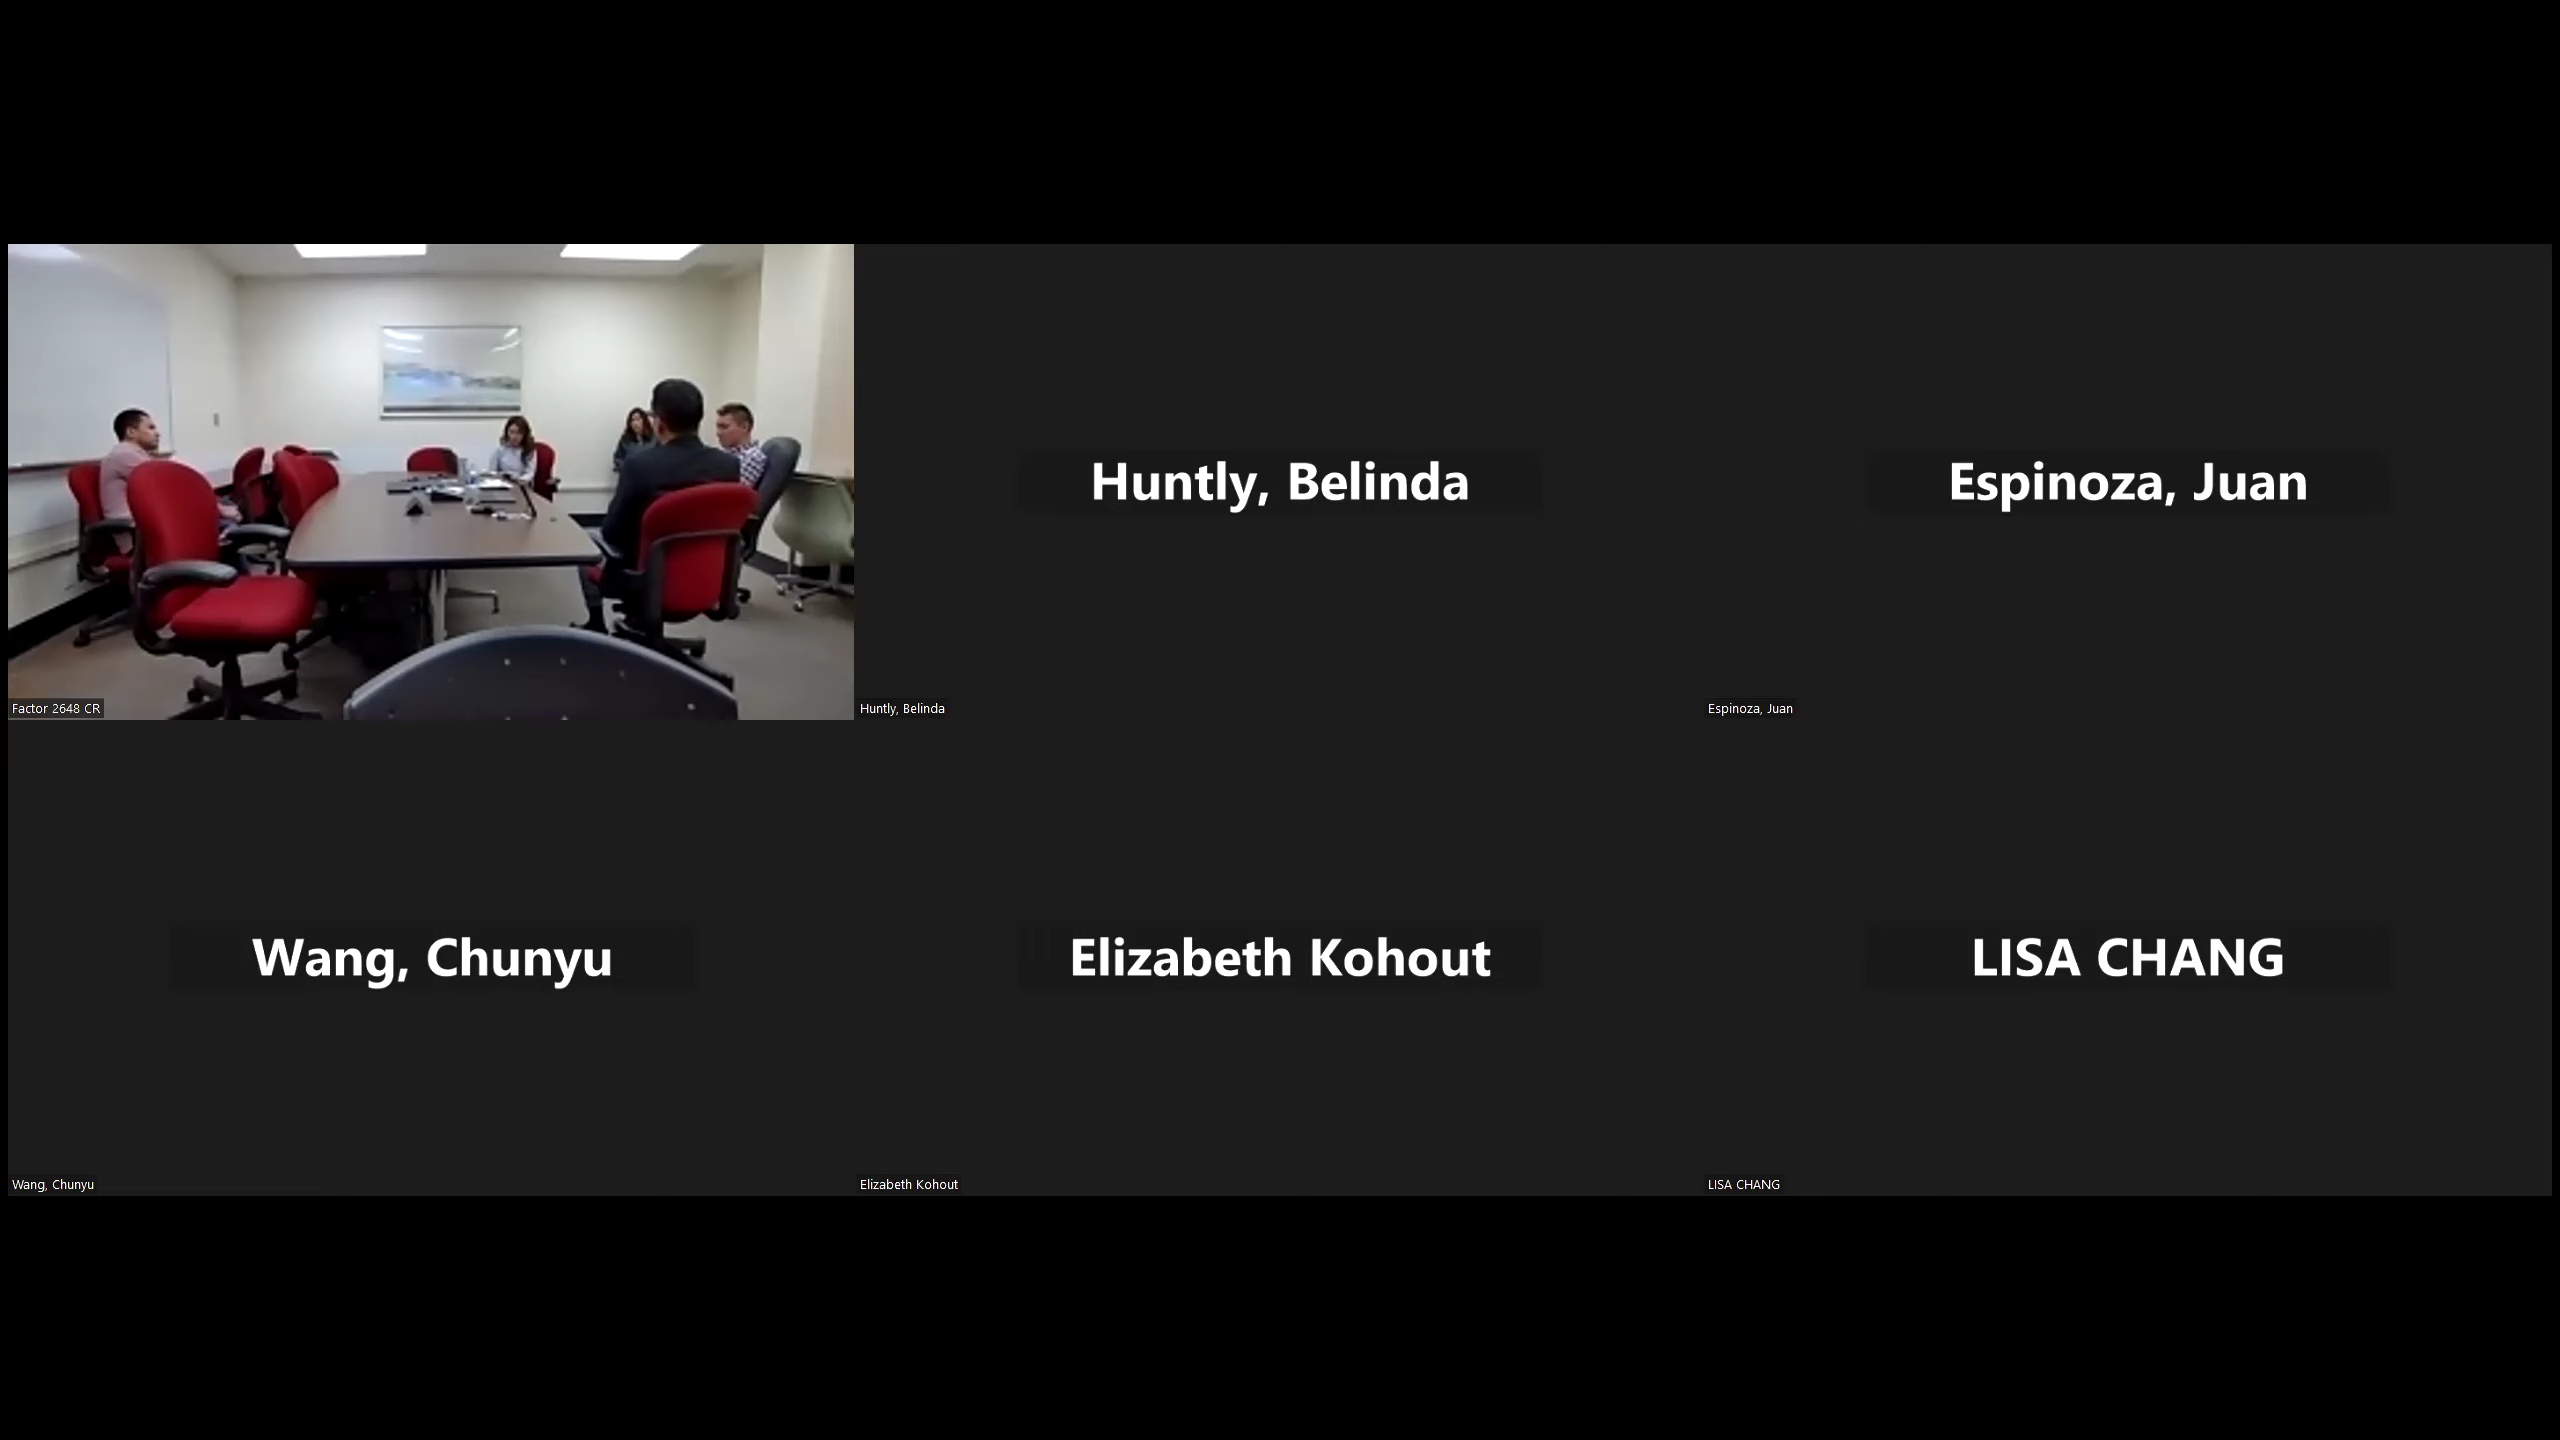 Huntly, Belinda
Espinoza, Juan
Factor 2648 CR
Huntly, Belinda
Espinoza, Juan
Wang, Chunyu
Elizabeth Kohout
LISA CHANG
Wang, Chunyu
Elizabeth Kohout
LISA CHANG